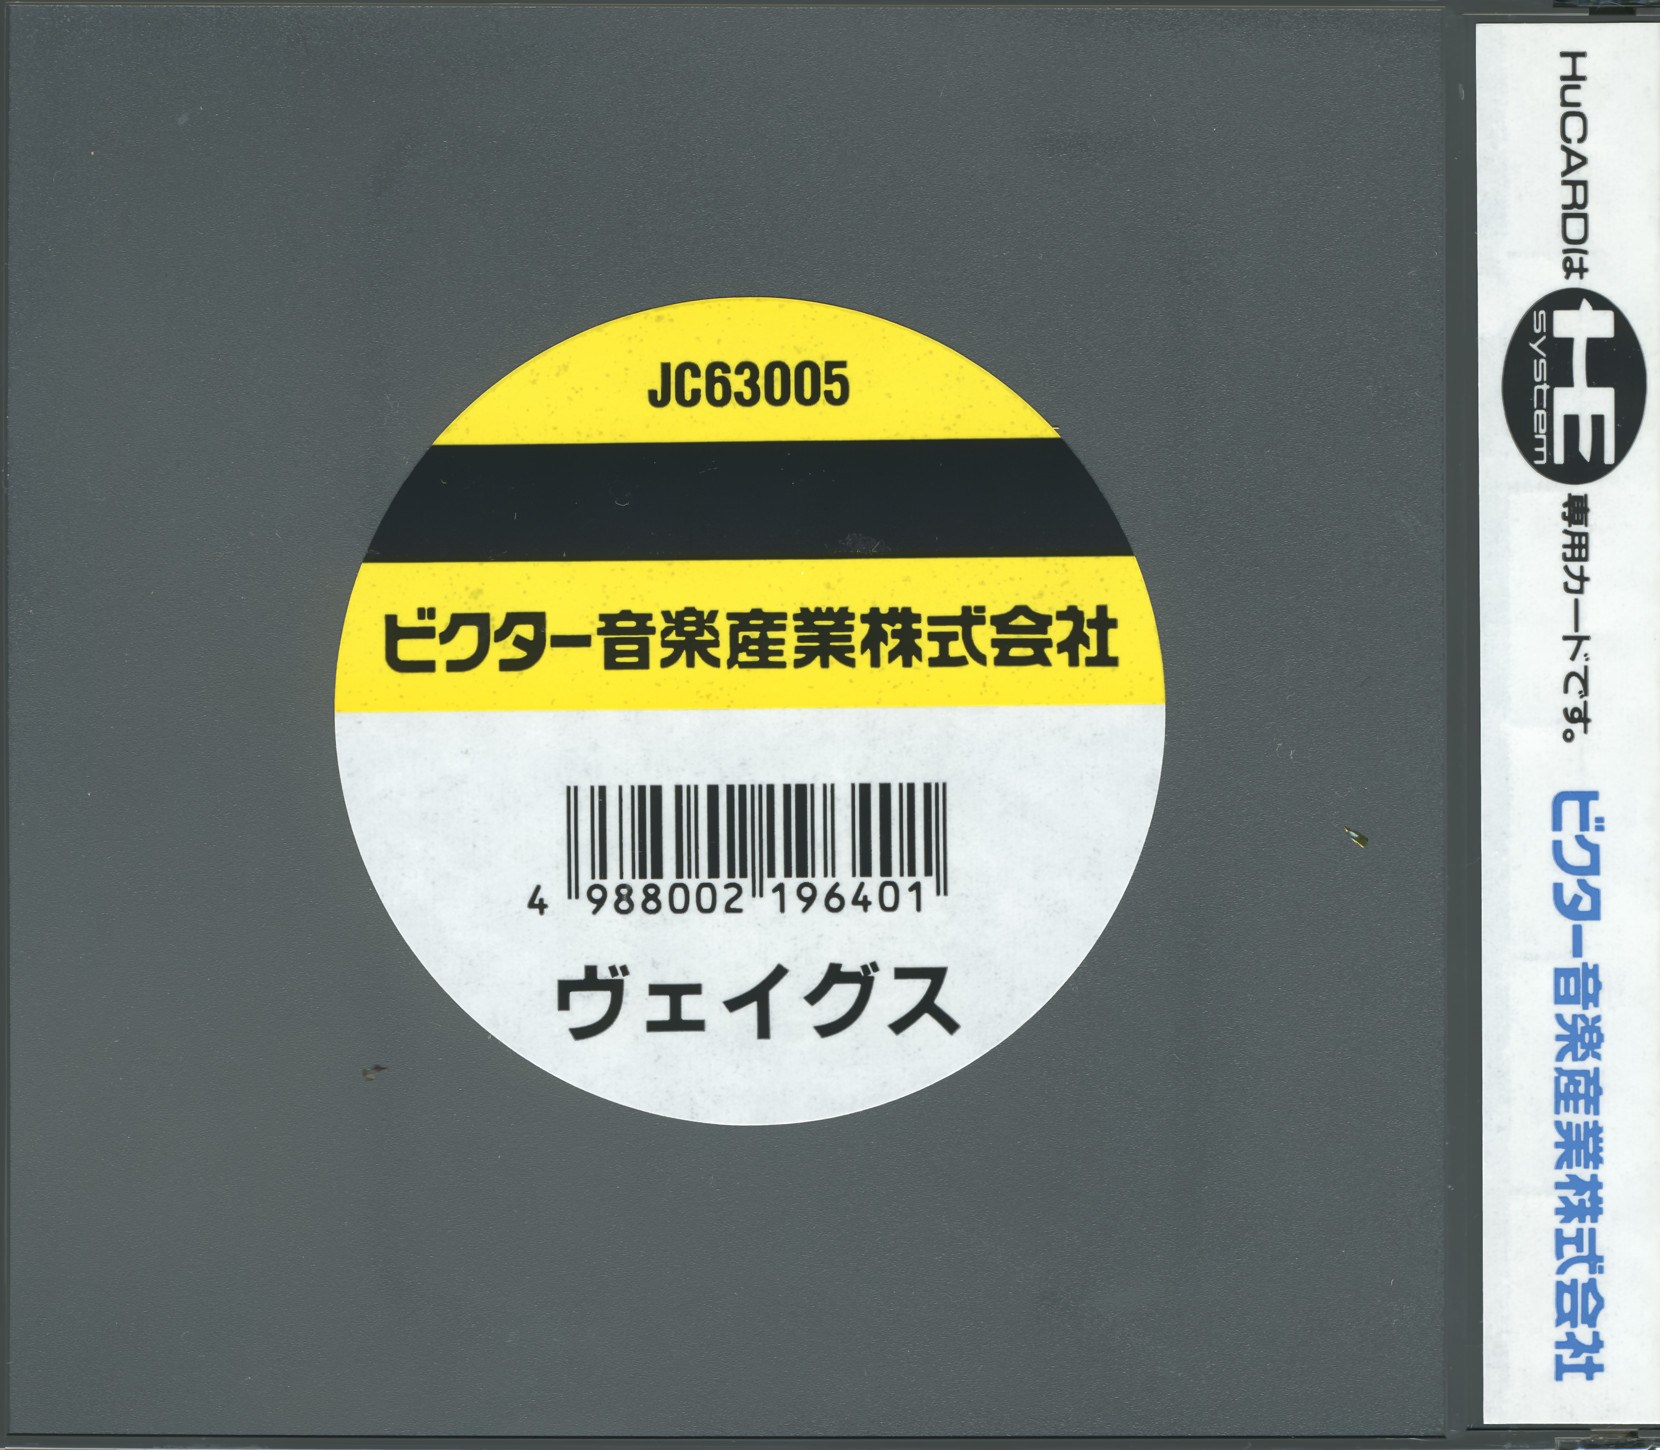 JC63005
ビクター音楽産業株式会社
4 988002 196401
ヴェイグス
HuCARDは HE system 専用カードです。 ビクター音楽産業株式会社